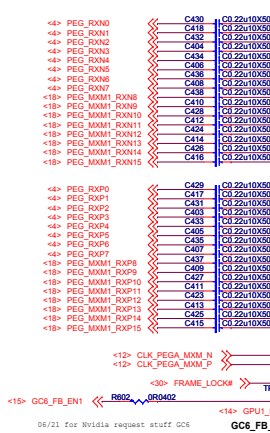 <4> PEG_RXN0 C430 C0.22u10X50
<4> PEG_RXN1 C418 C0.22u10X50
<4> PEG_RXN2 C432 C0.22u10X50
<4> PEG_RXN3 C404 C0.22u10X50
<4> PEG_RXN4 C434 C0.22u10X50
<4> PEG_RXN5 C406 C0.22u10X50
<4> PEG_RXN6 C436 C0.22u10X50
<4> PEG_RXN7 C408 C0.22u10X50
<18> PEG_MXM1_RXN8 C438 C0.22u10X50
<18> PEG_MXM1_RXN9 C410 C0.22u10X50
<18> PEG_MXM1_RXN10 C428 C0.22u10X50
<18> PEG_MXM1_RXN11 C412 C0.22u10X50
<18> PEG_MXM1_RXN12 C424 C0.22u10X50
<18> PEG_MXM1_RXN13 C414 C0.22u10X50
<18> PEG_MXM1_RXN14 C426 C0.22u10X50
<18> PEG_MXM1_RXN15 C416 C0.22u10X50
<4> PEG_RXP0 C429 C0.22u10X50
<4> PEG_RXP1 C417 C0.22u10X50
<4> PEG_RXP2 C431 C0.22u10X50
<4> PEG_RXP3 C403 C0.22u10X50
<4> PEG_RXP4 C433 C0.22u10X50
<4> PEG_RXP5 C405 C0.22u10X50
<4> PEG_RXP6 C435 C0.22u10X50
<4> PEG_RXP7 C407 C0.22u10X50
<18> PEG_MXM1_RXP8 C437 C0.22u10X50
<18> PEG_MXM1_RXP9 C409 C0.22u10X50
<18> PEG_MXM1_RXP10 C427 C0.22u10X50
<18> PEG_MXM1_RXP11 C411 C0.22u10X50
<18> PEG_MXM1_RXP12 C423 C0.22u10X50
<18> PEG_MXM1_RXP13 C413 C0.22u10X50
<18> PEG_MXM1_RXP14 C425 C0.22u10X50
<18> PEG_MXM1_RXP15 C415 C0.22u10X50
<12> CLK_PEGA_MXM_N
<12> CLK_PEGA_MXM_P
<30> FRAME_LOCK# TP
<15> GC6_FB_EN1 R602 0R0402
<14> GPU1_
06/21 for Nvidia request stuff GC6 GC6_FB_